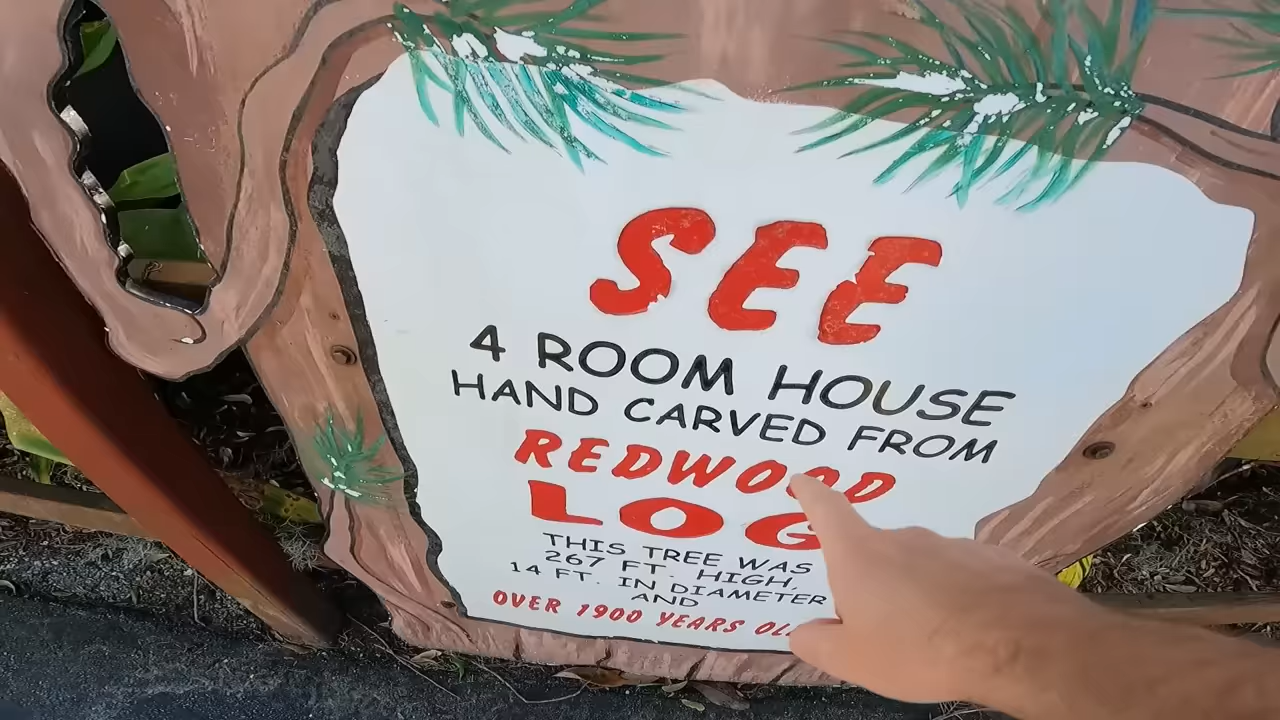 SEE
4 ROOM HOUSE
HAND CARVED FROM
REDWOOD
LOG
THIS TREE WAS
267 FT. HIGH,
14 FT. IN DIAMETER
AND
OVER 1900 YEARS OLD